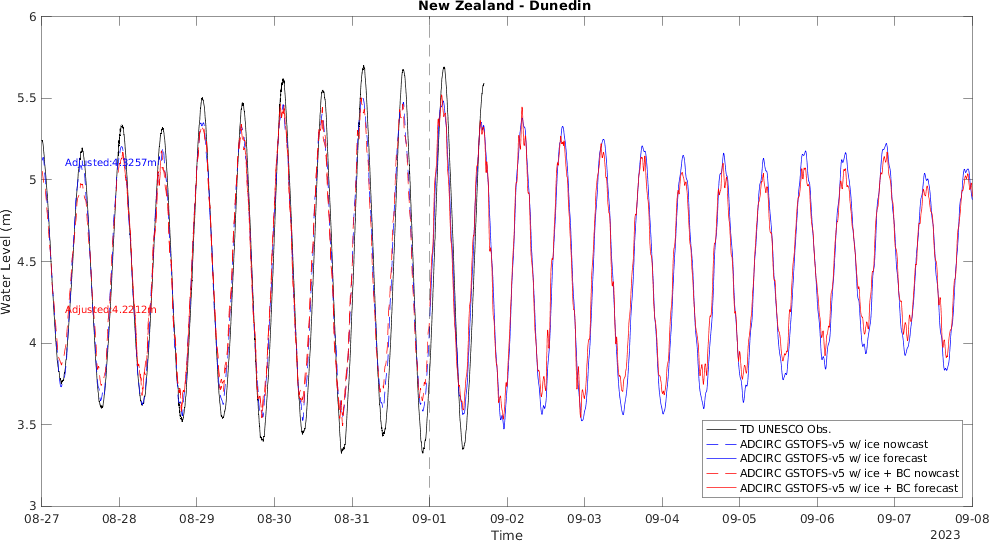 New Zealand - Dunedin
6
5.5
5
4.5
4
3.5
3
Water Level (m)
Adjusted:4.3257m
Adjusted:4.2212m
TD UNESCO Obs.
ADCIRC GSTOFS-v5 w/ ice nowcast
ADCIRC GSTOFS-v5 w/ ice forecast
ADCIRC GSTOFS-v5 w/ ice + BC nowcast
ADCIRC GSTOFS-v5 w/ ice + BC forecast
08-27 08-28 08-29 08-30 08-31 09-01 09-02 09-03 09-04 09-05 09-06 09-07 09-08
Time
2023